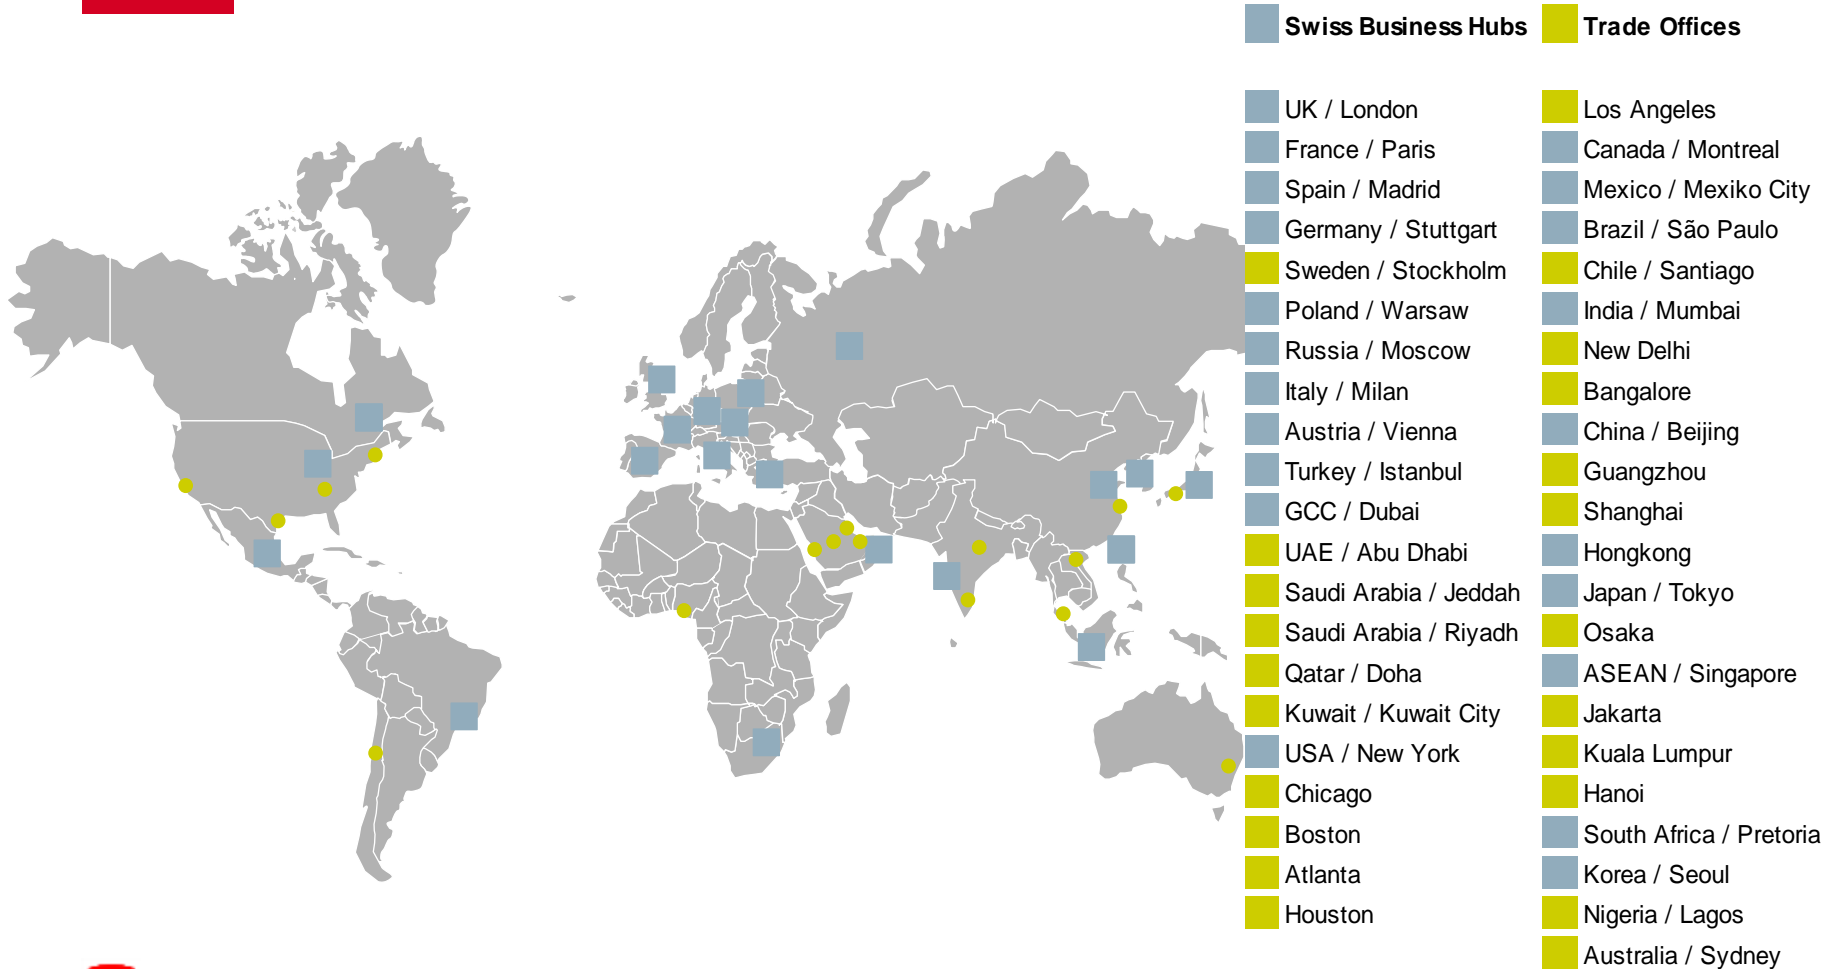 Swiss Business Hubs
Trade Offices
UK / London
France / Paris
Spain / Madrid
Germany / Stuttgart
Sweden / Stockholm
Poland / Warsaw
Russia / Moscow
Italy / Milan
Austria / Vienna
Turkey / Istanbul
GCC / Dubai
UAE / Abu Dhabi
Saudi Arabia / Jeddah
Saudi Arabia / Riyadh
Qatar / Doha
Kuwait / Kuwait City
USA / New York
Chicago
Boston
Atlanta
Houston
Los Angeles
Canada / Montreal
Mexico / Mexiko City
Brazil / São Paulo
Chile / Santiago
India / Mumbai
New Delhi
Bangalore
China / Beijing
Guangzhou
Shanghai
Hongkong
Japan / Tokyo
Osaka
ASEAN / Singapore
Jakarta
Kuala Lumpur
Hanoi
South Africa / Pretoria
Korea / Seoul
Nigeria / Lagos
Australia / Sydney